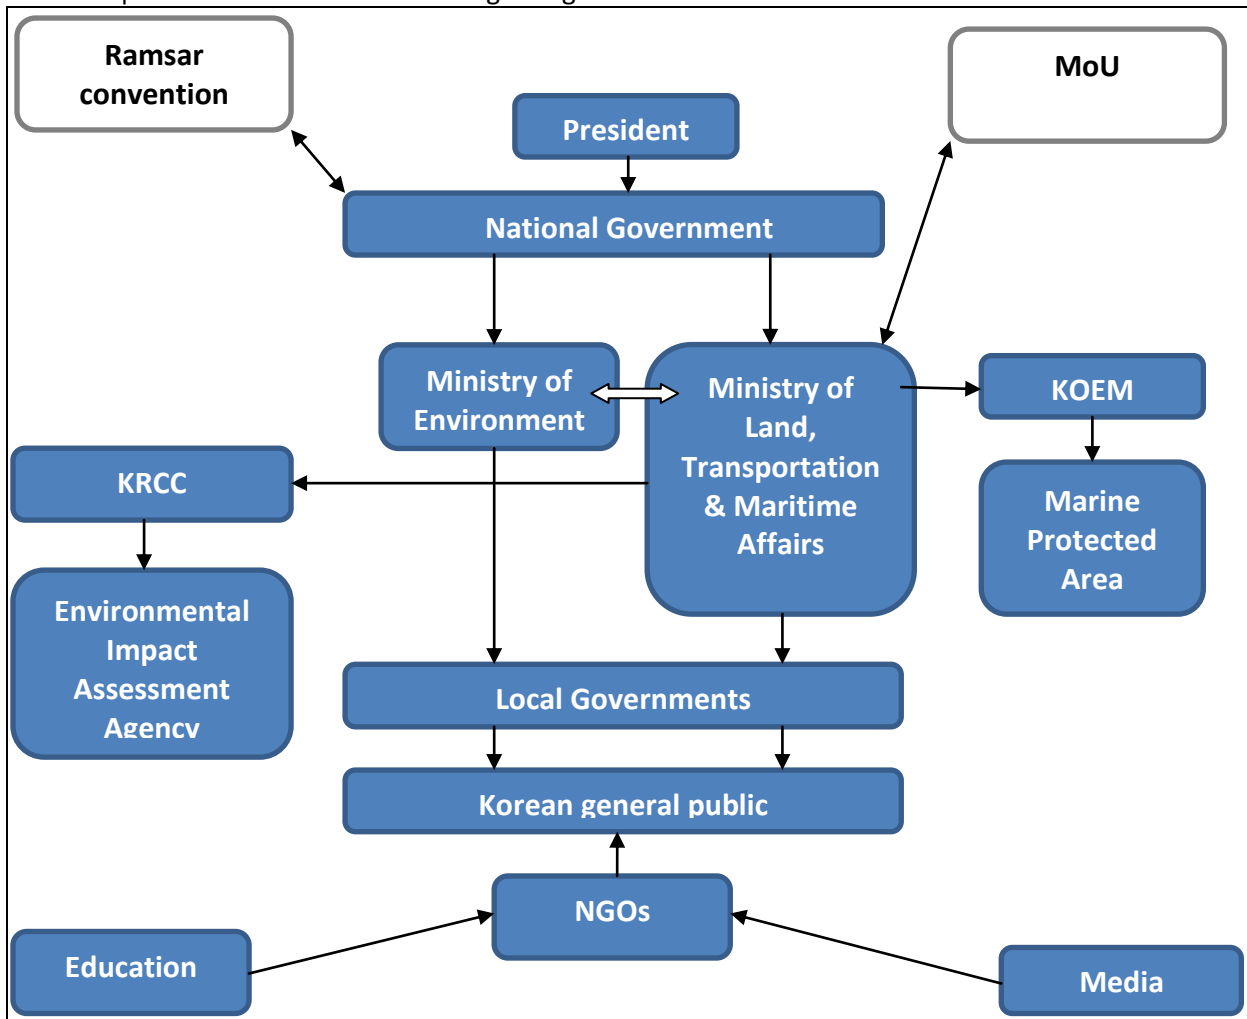 Ramsar
convention
MoU
President
National Government
Ministry of
Environment
Ministry of
Land,
Transportation
& Maritime
Affairs
KOEM
KRCC
Marine
Protected
Area
Environmental
Impact
Assessment
Agency
Local Governments
Korean general public
NGOs
Education
Media